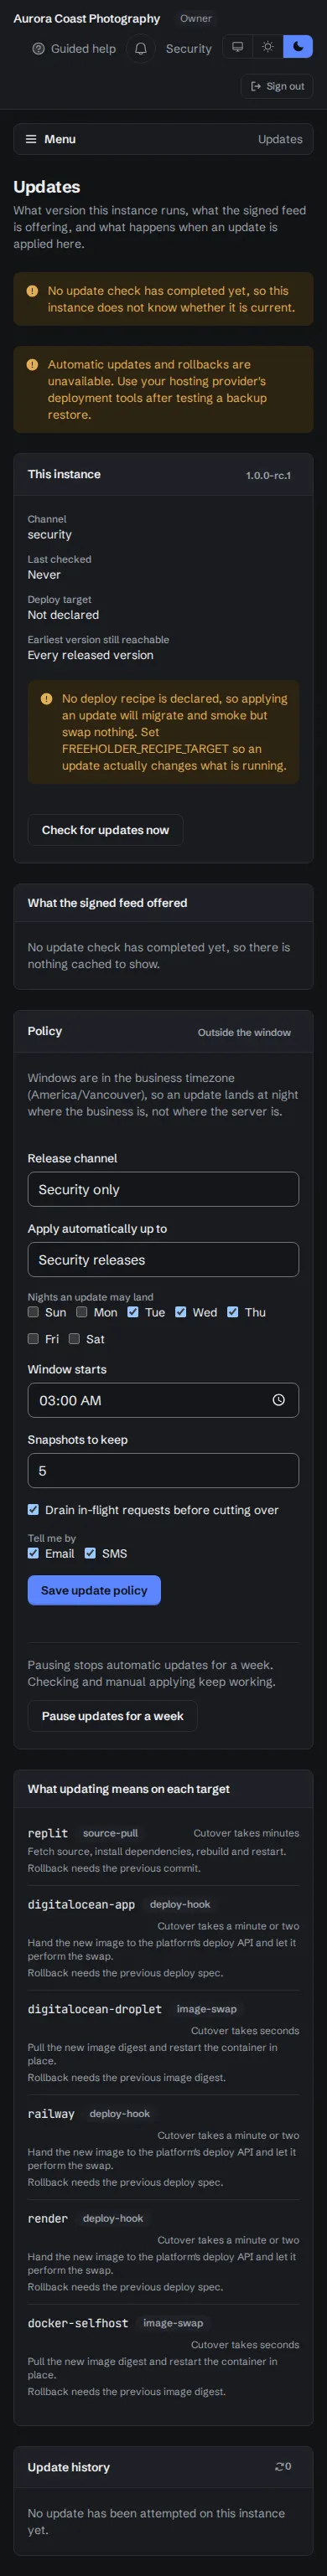 Aurora Coast Photography Owner
Guided help Security
Sign out
Menu Updates
Updates
What version this instance runs, what the signed feed
is offering, and what happens when an update is
applied here.
No update check has completed yet, so this
instance does not know whether it is current.
Automatic updates and rollbacks are
unavailable. Use your hosting provider's
deployment tools after testing a backup
restore.
This instance 1.0.0-rc.1
Channel
security
Last checked
Never
Deploy target
Not declared
Earliest version still reachable
Every released version
No deploy recipe is declared, so applying
an update will migrate and smoke but
swap nothing. Set
FREEHOLDER_RECIPE_TARGET so an
update actually changes what is running.
Check for updates now
What the signed feed offered
No update check has completed yet, so there is
nothing cached to show.
Policy Outside the window
Windows are in the business timezone
(America/Vancouver), so an update lands at night
where the business is, not where the server is.
Release channel
Security only
Apply automatically up to
Security releases
Nights an update may land
Sun Mon Tue Wed Thu
Fri Sat
Window starts
03:00 AM
Snapshots to keep
5
Drain in-flight requests before cutting over
Tell me by
Email SMS
Save update policy
Pausing stops automatic updates for a week.
Checking and manual applying keep working.
Pause updates for a week
What updating means on each target
replit source-pull Cutover takes minutes
Fetch source, install dependencies, rebuild and restart.
Rollback needs the previous commit.
digitalocean-app deploy-hook
Cutover takes a minute or two
Hand the new image to the platform's deploy API and let it
perform the swap.
Rollback needs the previous deploy spec.
digitalocean-droplet image-swap
Cutover takes seconds
Pull the new image digest and restart the container in
place.
Rollback needs the previous image digest.
railway deploy-hook
Cutover takes a minute or two
Hand the new image to the platform's deploy API and let it
perform the swap.
Rollback needs the previous deploy spec.
render deploy-hook
Cutover takes a minute or two
Hand the new image to the platform's deploy API and let it
perform the swap.
Rollback needs the previous deploy spec.
docker-selfhost image-swap
Cutover takes seconds
Pull the new image digest and restart the container in
place.
Rollback needs the previous image digest.
Update history 0
No update has been attempted on this instance
yet.